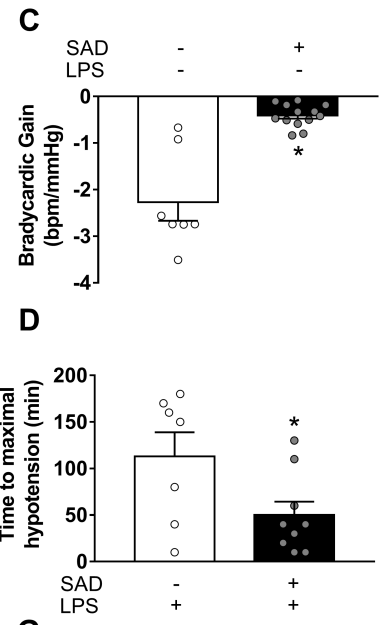 C
SAD - +
LPS - -
Bradycardic Gain
(bpm/mmHg)
0
-1
-2
-3
-4
*
D
Time to maximal
hypotension (min)
200
150
100
50
0
*
SAD - +
LPS + +